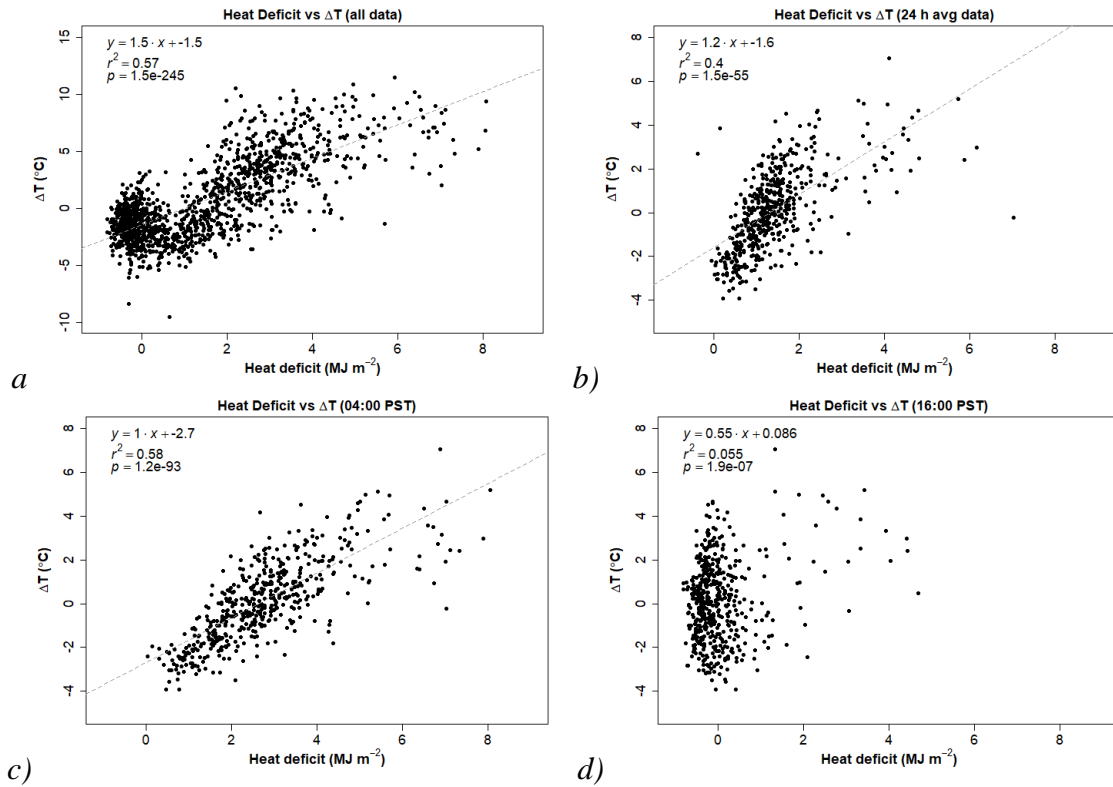 Heat Deficit vs ΔT (all data)
y = 1.5 · x + -1.5
r² = 0.57
p = 1.5e-245
ΔT (°C)
15
10
5
0
-5
-10
0 2 4 6 8
Heat deficit (MJ m⁻²)
a
Heat Deficit vs ΔT (24 h avg data)
y = 1.2 · x + -1.6
r² = 0.4
p = 1.5e-55
ΔT (°C)
8
6
4
2
0
-2
-4
0 2 4 6 8
Heat deficit (MJ m⁻²)
b)
Heat Deficit vs ΔT (04:00 PST)
y = 1 · x + -2.7
r² = 0.58
p = 1.2e-93
ΔT (°C)
8
6
4
2
0
-2
-4
0 2 4 6 8
Heat deficit (MJ m⁻²)
c)
Heat Deficit vs ΔT (16:00 PST)
y = 0.55 · x + 0.086
r² = 0.055
p = 1.9e-07
ΔT (°C)
8
6
4
2
0
-2
-4
0 2 4 6 8
Heat deficit (MJ m⁻²)
d)